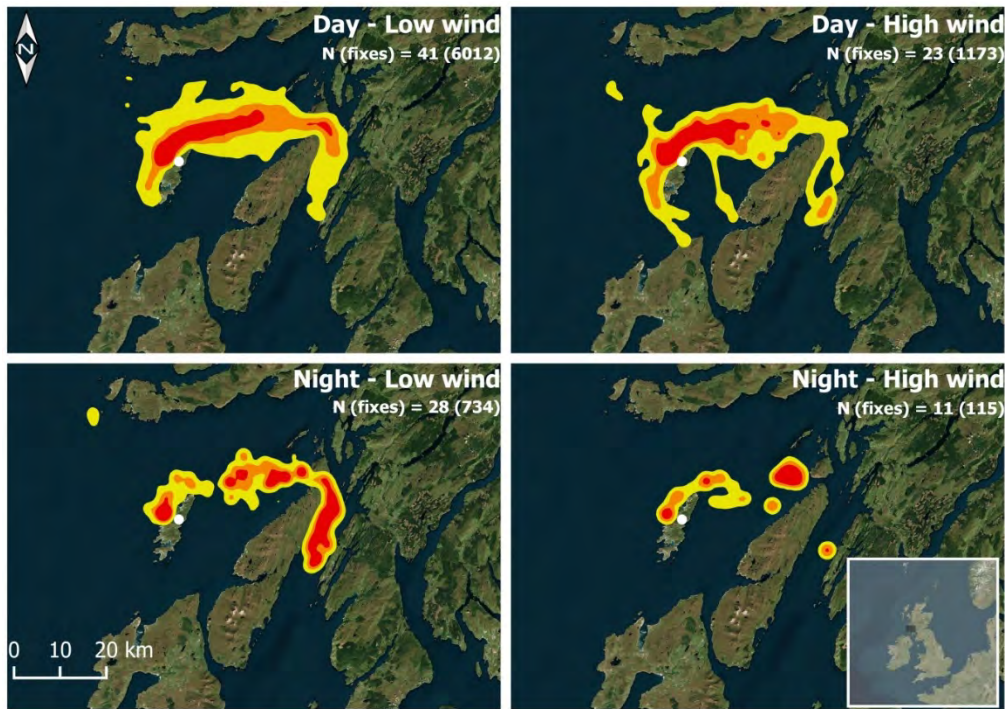 N
Day - Low wind
N (fixes) = 41 (6012)
Day - High wind
N (fixes) = 23 (1173)
Night - Low wind
N (fixes) = 28 (734)
Night - High wind
N (fixes) = 11 (115)
0 10 20 km